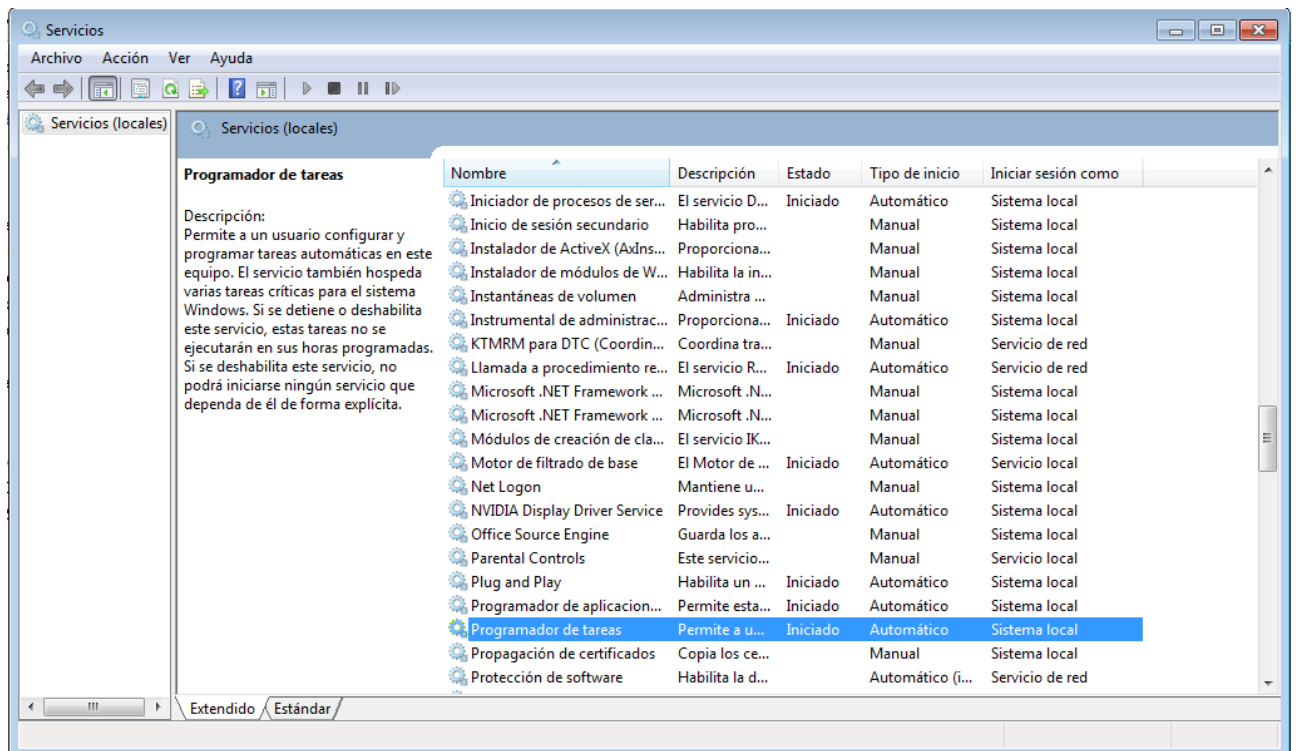 Servicios
Archivo Acción Ver Ayuda
Servicios (locales)
Servicios (locales)
Programador de tareas
Descripción:
Permite a un usuario configurar y
programar tareas automáticas en este
equipo. El servicio también hospeda
varias tareas críticas para el sistema
Windows. Si se detiene o deshabilita
este servicio, estas tareas no se
ejecutarán en sus horas programadas.
Si se deshabilita este servicio, no
podrá iniciarse ningún servicio que
dependa de él de forma explícita.
Nombre Descripción Estado Tipo de inicio Iniciar sesión como
Iniciador de procesos de ser... El servicio D... Iniciado Automático Sistema local
Inicio de sesión secundario Habilita pro... Manual Sistema local
Instalador de ActiveX (AxIns... Proporciona... Manual Sistema local
Instalador de módulos de W... Habilita la in... Manual Sistema local
Instantáneas de volumen Administra ... Manual Sistema local
Instrumental de administrac... Proporciona... Iniciado Automático Sistema local
KTMRM para DTC (Coordin... Coordina tra... Manual Servicio de red
Llamada a procedimiento re... El servicio R... Iniciado Automático Servicio de red
Microsoft .NET Framework ... Microsoft .N... Manual Sistema local
Microsoft .NET Framework ... Microsoft .N... Manual Sistema local
Módulos de creación de cla... El servicio IK... Manual Sistema local
Motor de filtrado de base El Motor de ... Iniciado Automático Servicio local
Net Logon Mantiene u... Manual Sistema local
NVIDIA Display Driver Service Provides sys... Iniciado Automático Sistema local
Office Source Engine Guarda los a... Manual Sistema local
Parental Controls Este servicio... Manual Servicio local
Plug and Play Habilita un ... Iniciado Automático Sistema local
Programador de aplicacion... Permite esta... Iniciado Automático Sistema local
Programador de tareas Permite a u... Iniciado Automático Sistema local
Propagación de certificados Copia los ce... Manual Sistema local
Protección de software Habilita la d... Automático (i... Servicio de red
Extendido Estándar